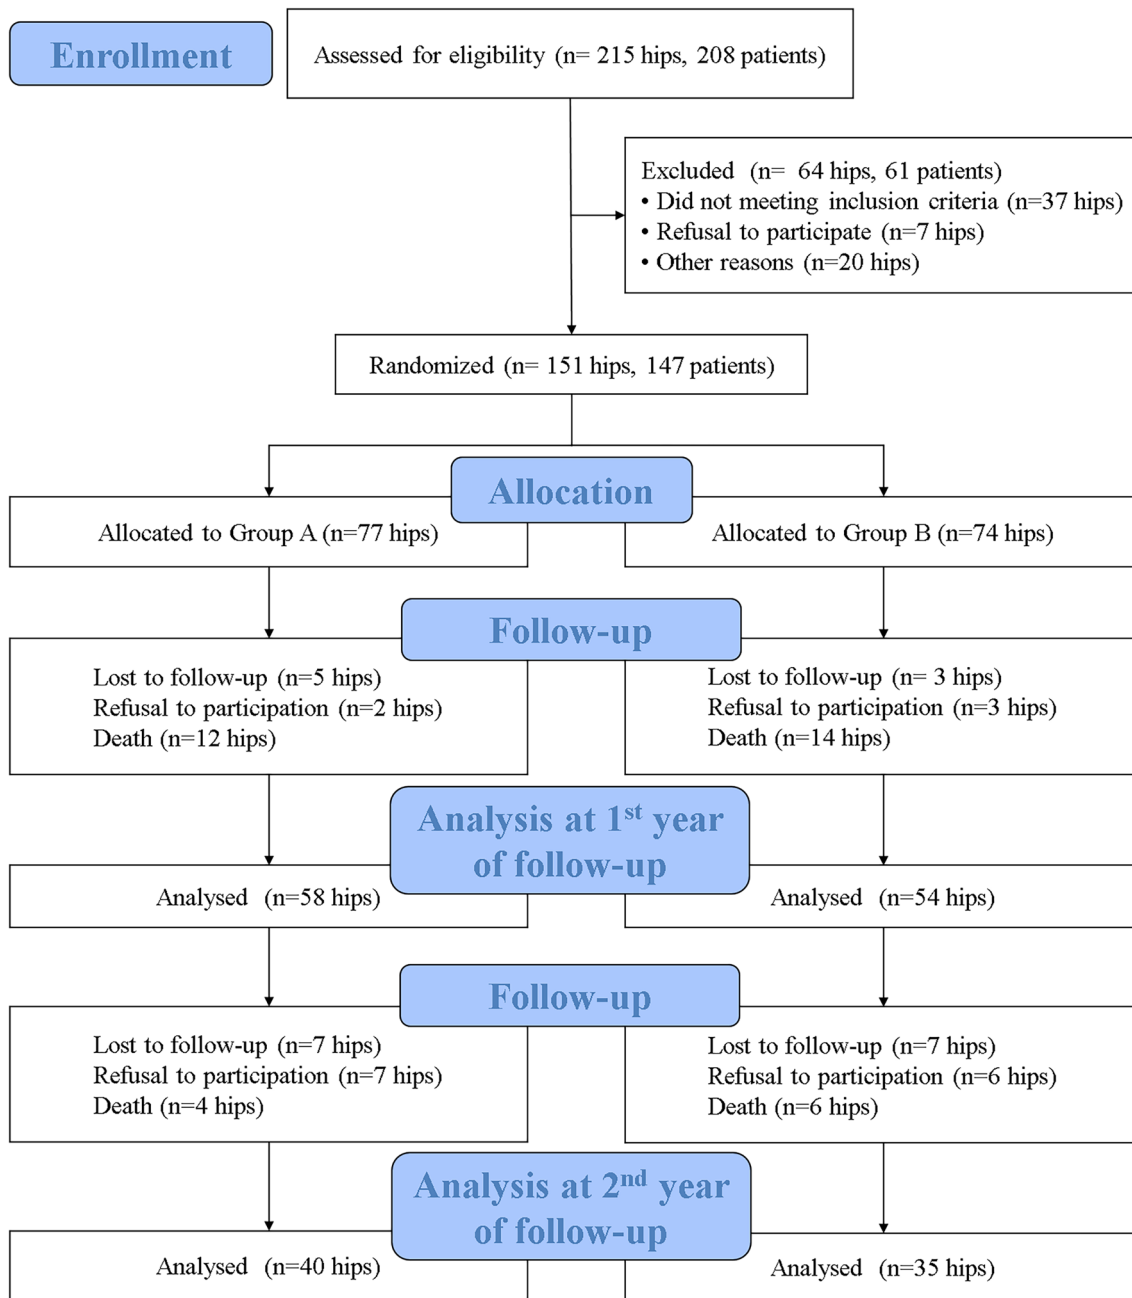 Enrollment
Assessed for eligibility (n= 215 hips, 208 patients)
Excluded (n= 64 hips, 61 patients)
• Did not meeting inclusion criteria (n=37 hips)
• Refusal to participate (n=7 hips)
• Other reasons (n=20 hips)
Randomized (n= 151 hips, 147 patients)
Allocation
Allocated to Group A (n=77 hips)
Allocated to Group B (n=74 hips)
Follow-up
Lost to follow-up (n=5 hips)
Refusal to participation (n=2 hips)
Death (n=12 hips)
Lost to follow-up (n= 3 hips)
Refusal to participation (n=3 hips)
Death (n=14 hips)
Analysis at 1st year
of follow-up
Analysed (n=58 hips)
Analysed (n=54 hips)
Follow-up
Lost to follow-up (n=7 hips)
Refusal to participation (n=7 hips)
Death (n=4 hips)
Lost to follow-up (n=7 hips)
Refusal to participation (n=6 hips)
Death (n=6 hips)
Analysis at 2nd year
of follow-up
Analysed (n=40 hips)
Analysed (n=35 hips)